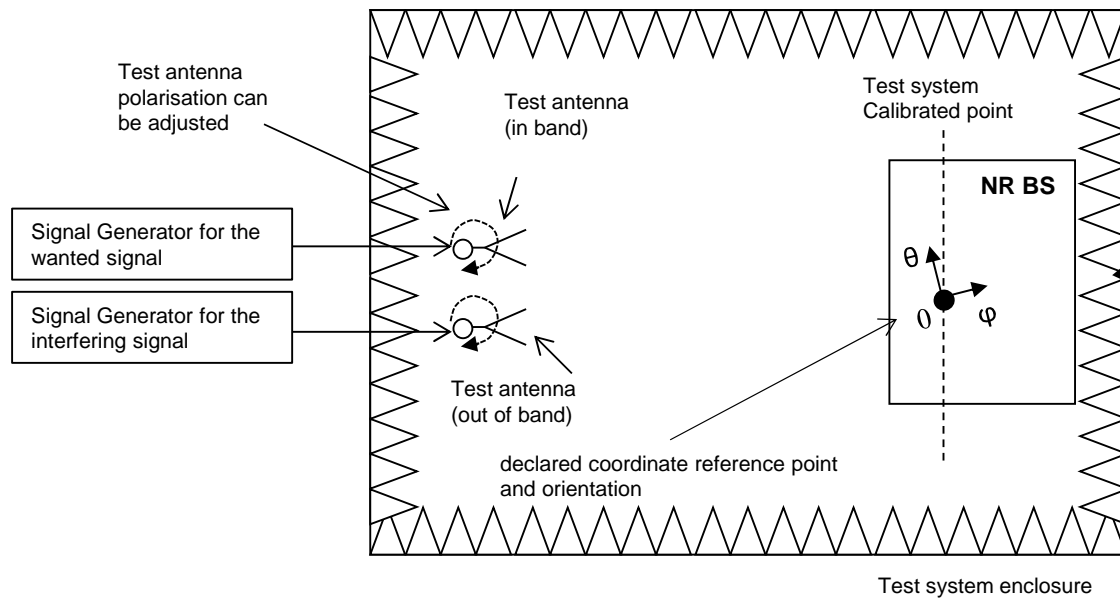 Test antenna
polarisation can
be adjusted
Test antenna
(in band)
Test system
Calibrated point
NR BS
Signal Generator for the
wanted signal
θ
0
φ
Signal Generator for the
interfering signal
Test antenna
(out of band)
declared coordinate reference point
and orientation
Test system enclosure